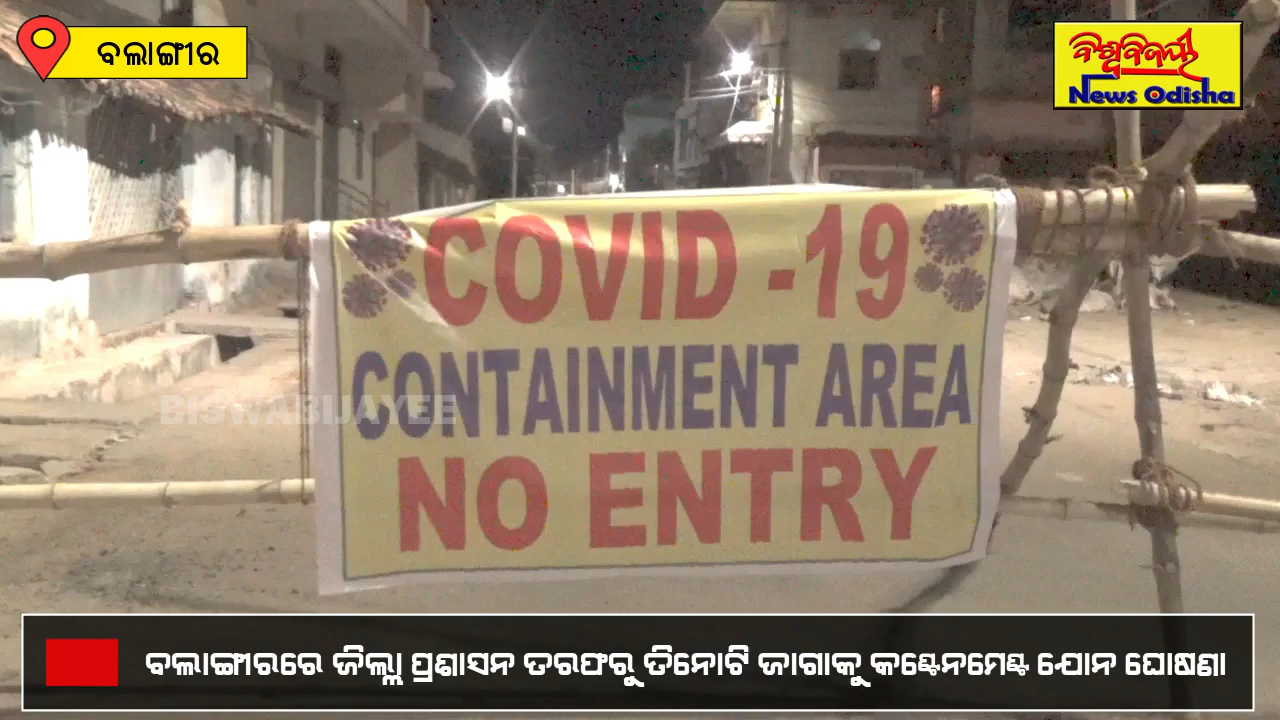 ବଲାଙ୍ଗୀର
ବିଶ୍ୱବିଜୟୀ
News Odisha
COVID -19
CONTAINMENT AREA
BISWABIJAYEE
NO ENTRY
ବଲାଙ୍ଗୀରରେ ଜିଲ୍ଲା ପ୍ରଶାସନ ତରଫରୁ ତିନୋଟି ଜାଗାକୁ କଣ୍ଟେନମେଣ୍ଟ ଯୋନ ଘୋଷଣା